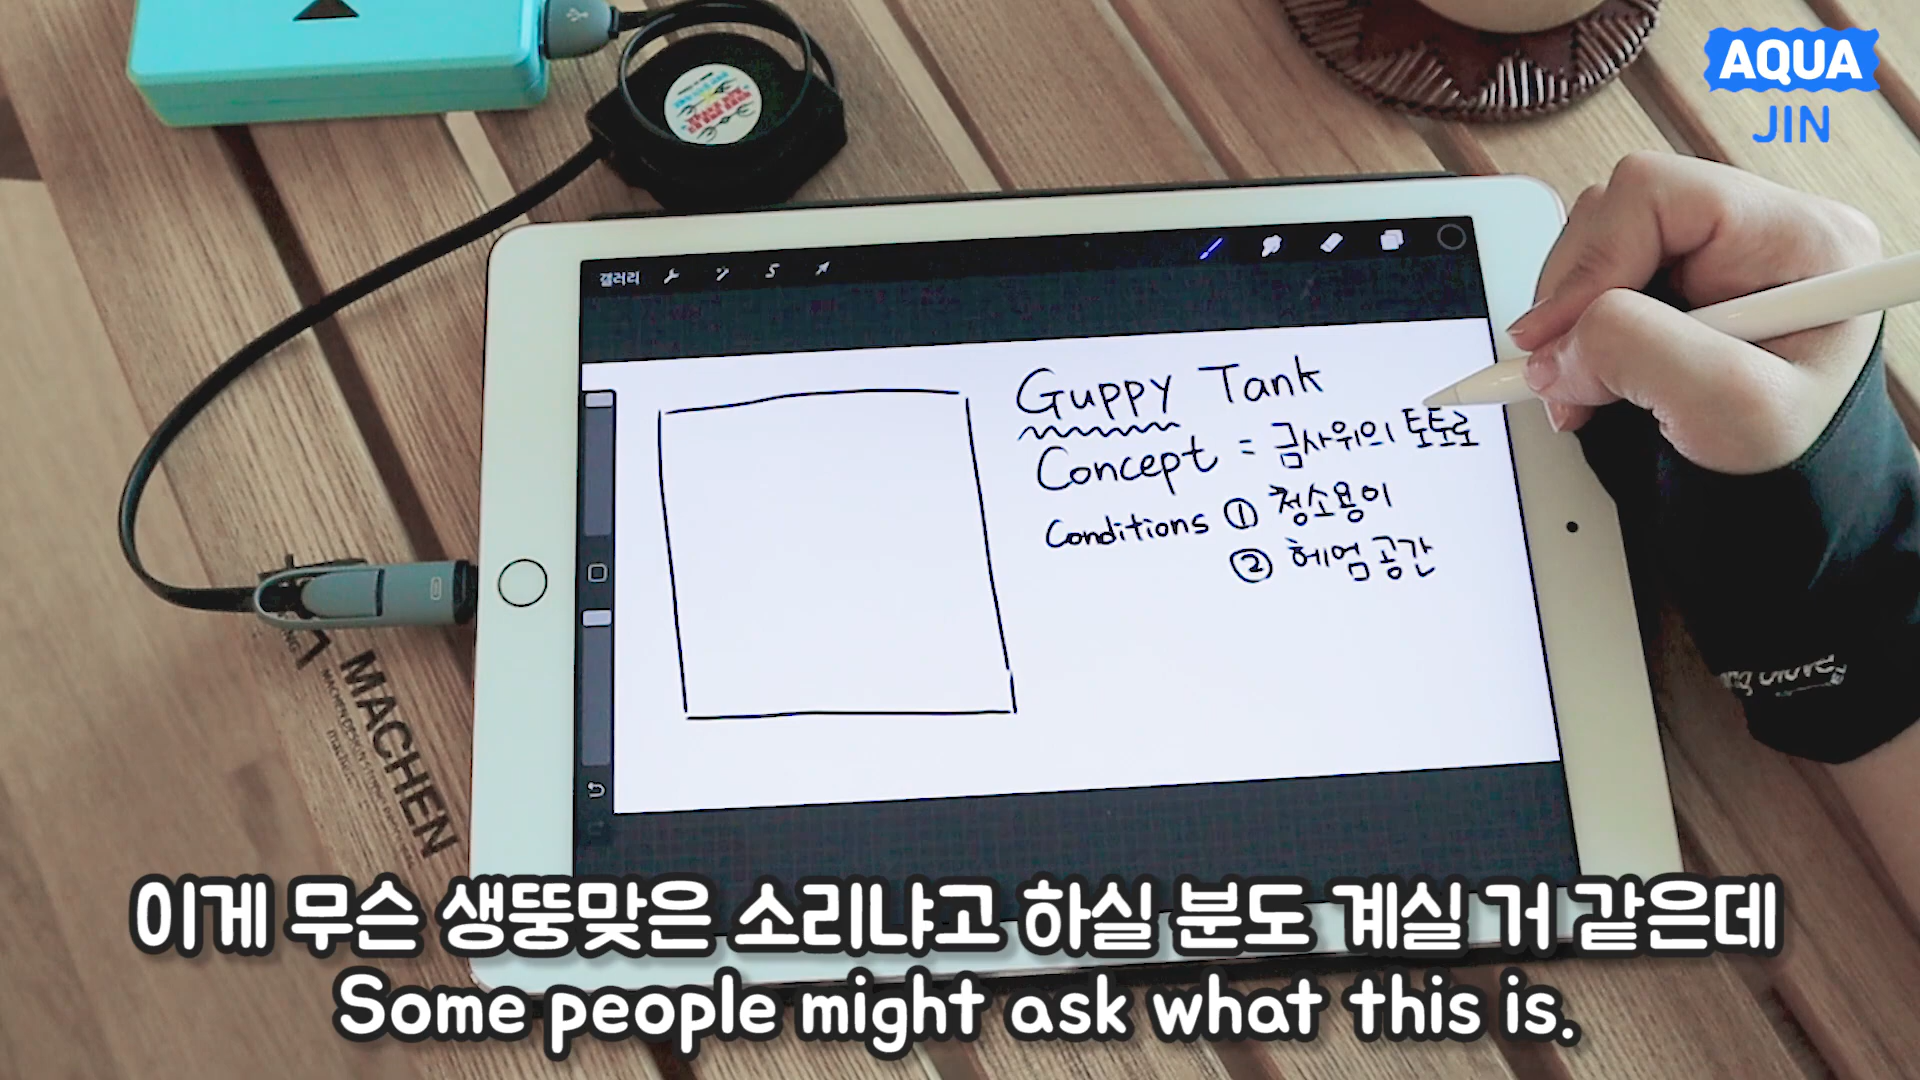 AQUA
JIN
갤러리
Guppy Tank
Concept = 금사위의 토토로
Conditions ① 청소용이
② 헤엄 공간
MACHEN
이게 무슨 생뚱맞은 소리냐고 하실 분도 계실 거 같은데
Some people might ask what this is.